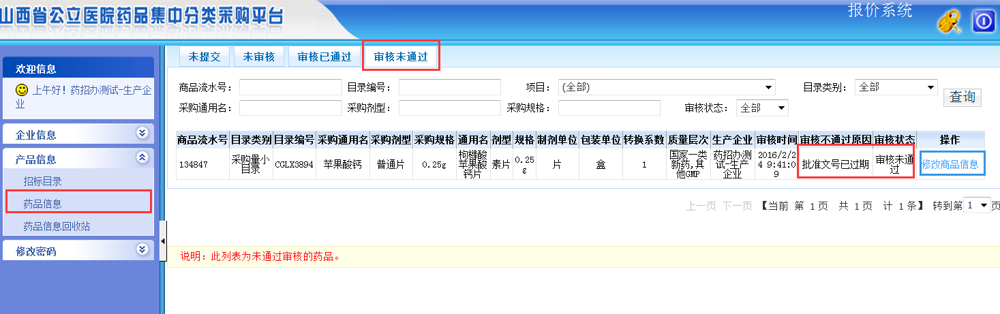 山西省公立医院药品集中分类采购平台
报价系统
未提交 未审核 审核已通过 审核未通过
欢迎信息
上午好！药招办测试-生产企
业
企业信息
产品信息
招标目录
药品信息
药品信息回收站
修改密码
商品流水号： 目录编号： 项目： (全部) 目录类别： 全部
采购通用名： 采购剂型： 采购规格： 审核状态： 全部
查询
商品流水号 目录类别 目录编号 采购通用名 采购剂型 采购规格 通用名 剂型 规格 制剂单位 包装单位 转换系数 质量层次 生产企业 审核时间 审核不通过原因 审核状态 操作
134847 采购量小目录 CGLX3894 苹果酸钙 普通片 0.25g 枸橼酸苹果酸钙片 素片 0.25g 片 盒 1 国家一类新药,其他GMP 药招办测试-生产企业 2016/2/24 9:41:09 批准文号已过期 审核未通过 修改商品信息
上一页 下一页 【当前 第 1 页 共 1 页 计 1 条】 转到第 1 页
说明：此列表为未通过审核的药品。